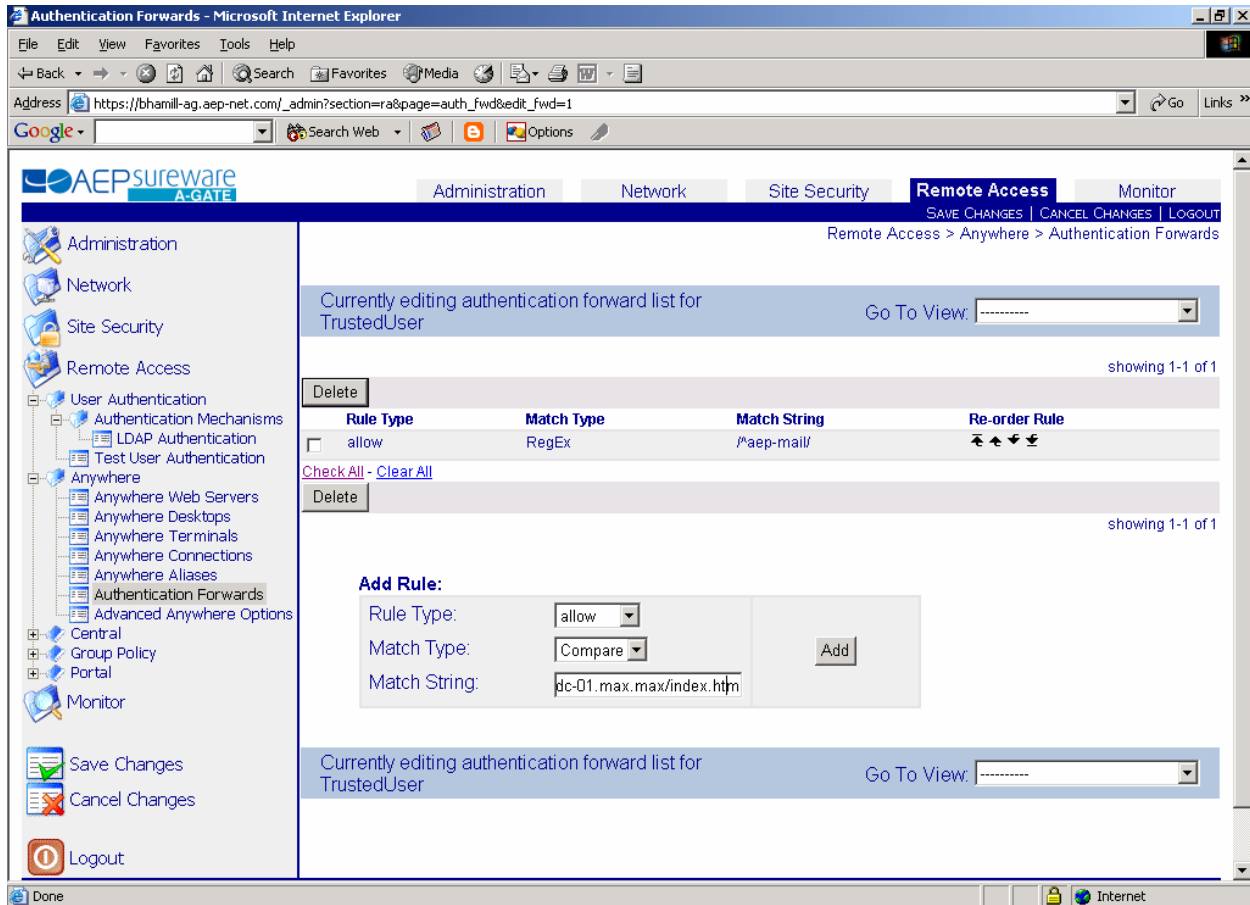 Authentication Forwards - Microsoft Internet Explorer
File Edit View Favorites Tools Help
Back Search Favorites Media
Address https://bhamill-ag.aep-net.com/_admin?section=ra&page=auth_fwd&edit_fwd=1 Go Links »
Google Search Web Options
AEPsureware
A-GATE
Administration Network Site Security Remote Access Monitor
SAVE CHANGES | CANCEL CHANGES | LOGOUT
Remote Access > Anywhere > Authentication Forwards
Administration
Network
Site Security
Remote Access
User Authentication
Authentication Mechanisms
LDAP Authentication
Test User Authentication
Anywhere
Anywhere Web Servers
Anywhere Desktops
Anywhere Terminals
Anywhere Connections
Anywhere Aliases
Authentication Forwards
Advanced Anywhere Options
Central
Group Policy
Portal
Monitor
Save Changes
Cancel Changes
Logout
Currently editing authentication forward list for
TrustedUser
Go To View: ----------
showing 1-1 of 1
Delete
Rule Type Match Type Match String Re-order Rule
allow RegEx /^aep-mail/
Check All - Clear All
Delete
showing 1-1 of 1
Add Rule:
Rule Type: allow
Match Type: Compare Add
Match String: dc-01.max.max/index.htm
Currently editing authentication forward list for
TrustedUser
Go To View: ----------
Done Internet